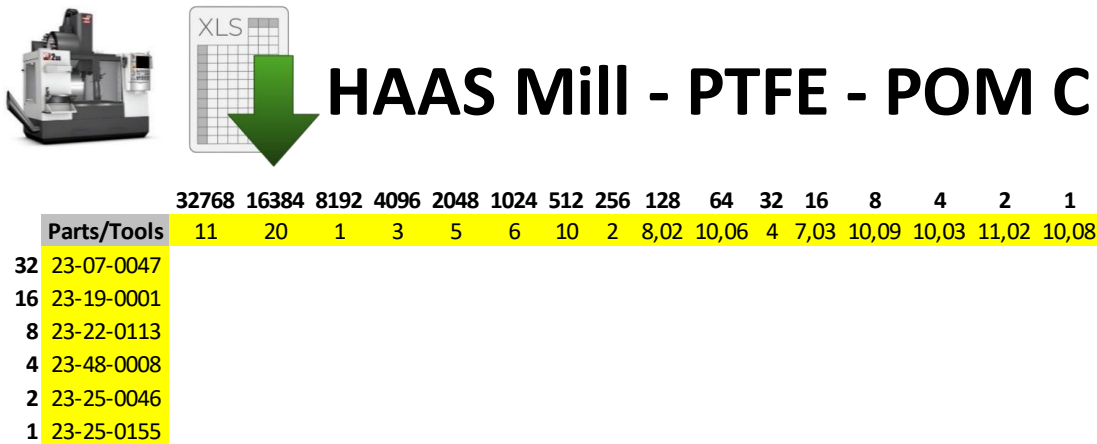 XLS
HAAS Mill - PTFE - POM C
32768 16384 8192 4096 2048 1024 512 256 128 64 32 16 8 4 2 1
Parts/Tools 11 20 1 3 5 6 10 2 8,02 10,06 4 7,03 10,09 10,03 11,02 10,08
32 23-07-0047
16 23-19-0001
8 23-22-0113
4 23-48-0008
2 23-25-0046
1 23-25-0155